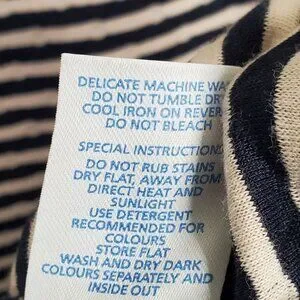 DELICATE MACHINE WA
DO NOT TUMBLE DR
COOL IRON ON REVER
DO NOT BLEACH
SPECIAL INSTRUCTIONS
DO NOT RUB STAINS
DRY FLAT, AWAY FROM
DIRECT HEAT AND
SUNLIGHT
USE DETERGENT
RECOMMENDED FOR
COLOURS
STORE FLAT
WASH AND DRY DARK
COLOURS SEPARATELY AND
INSIDE OUT